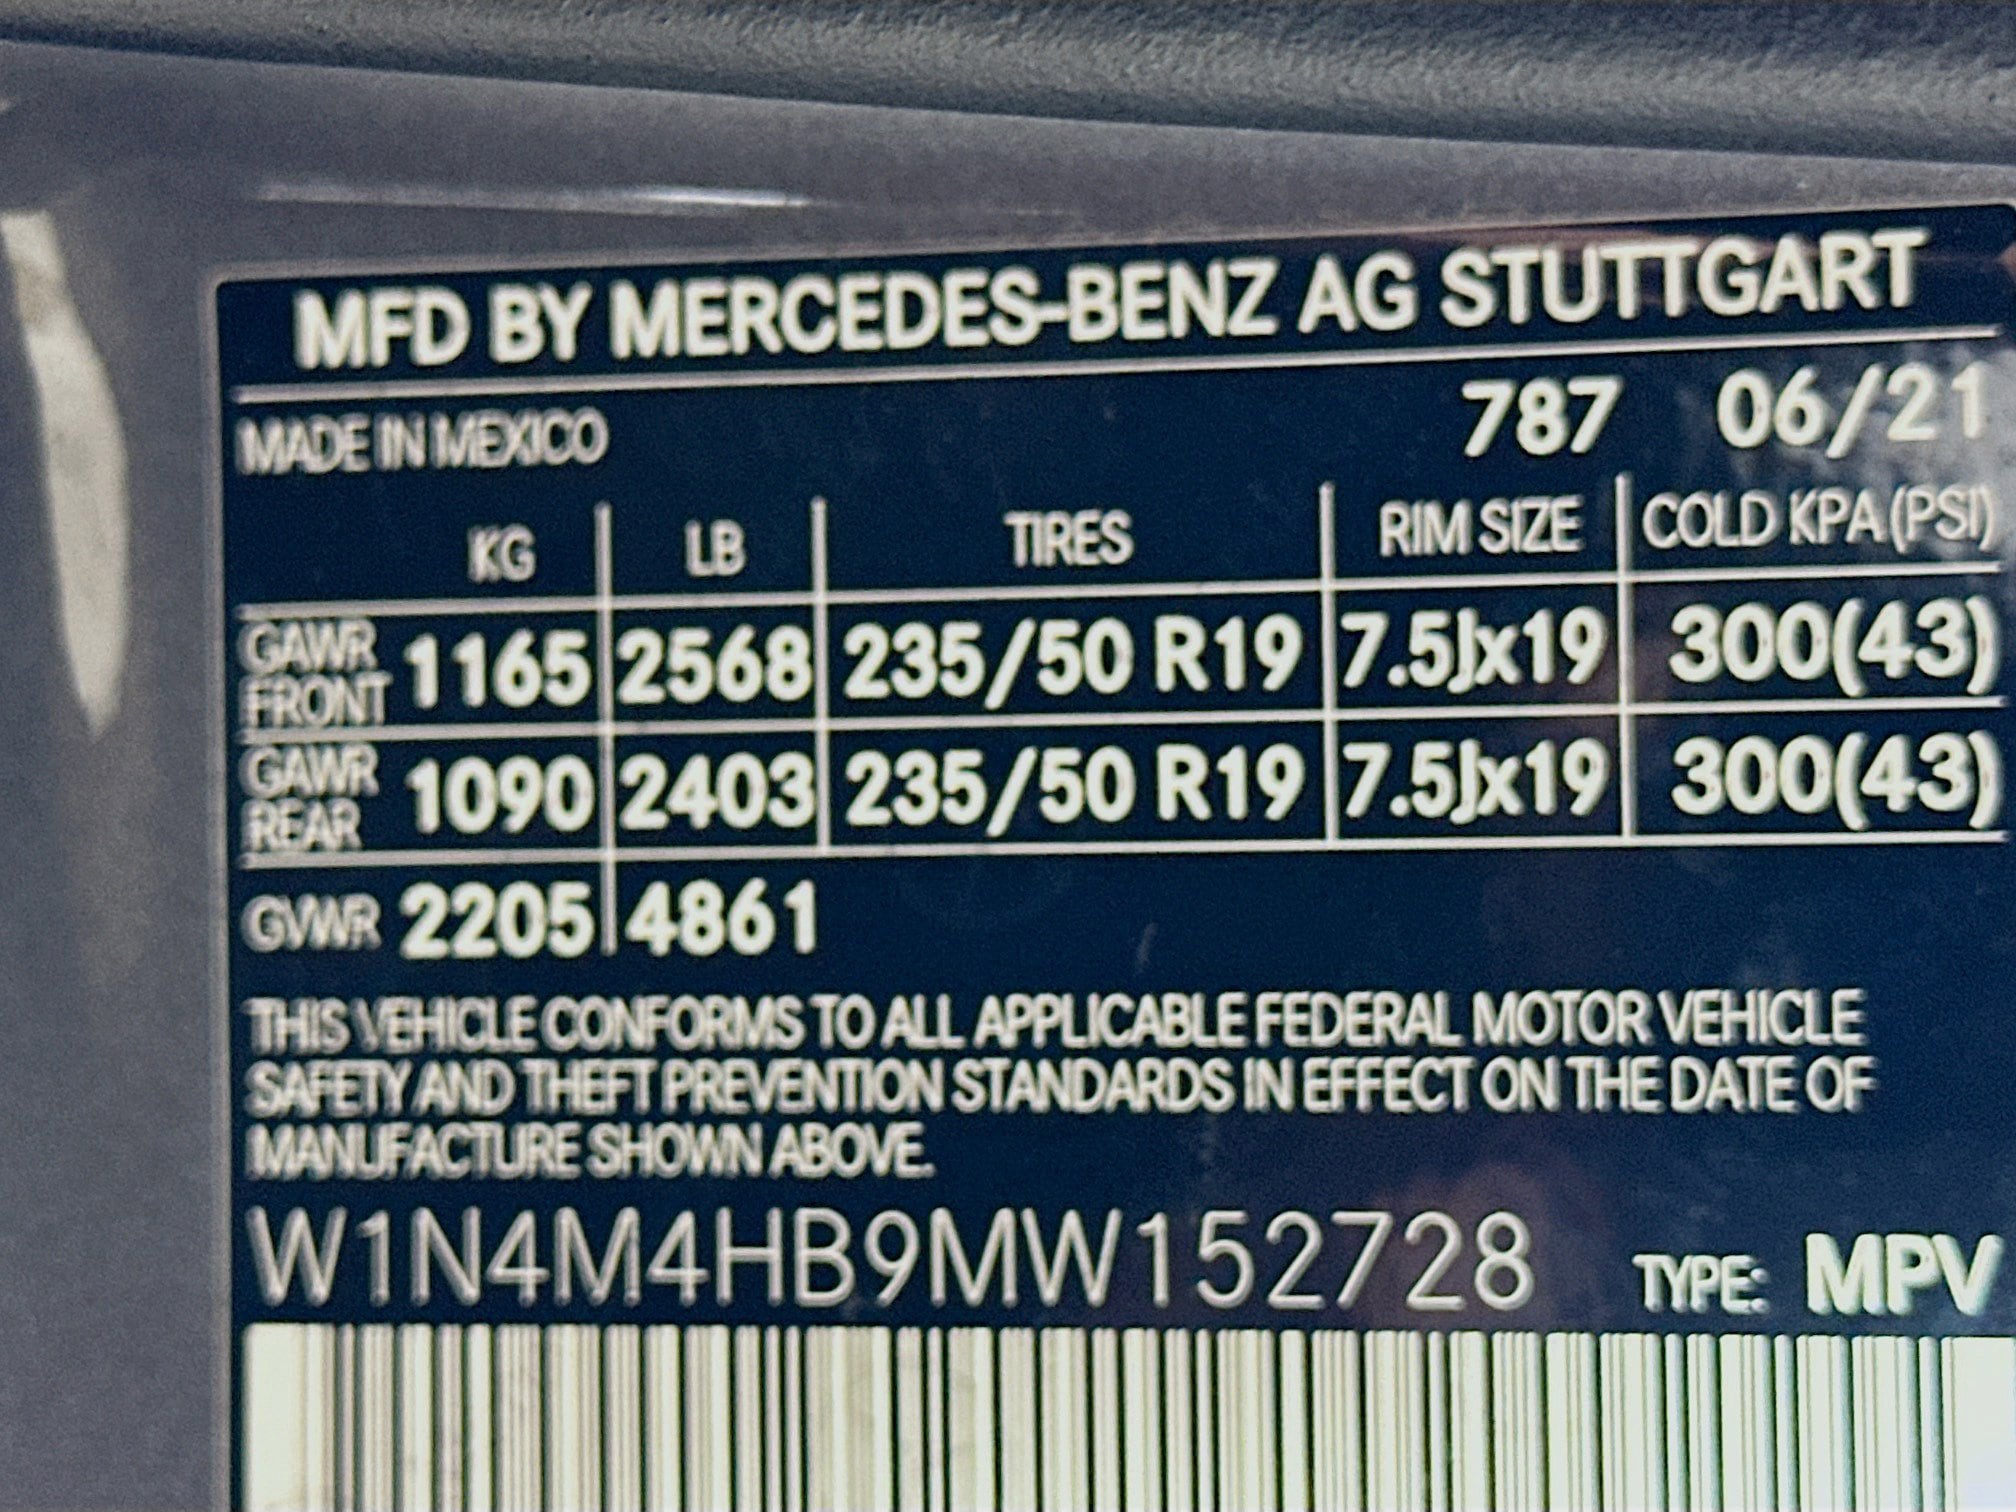 MFD BY MERCEDES-BENZ AG STUTTGART
MADE IN MEXICO 787 06/21
KG LB TIRES RIM SIZE COLD KPA (PSI)
GAWR FRONT 1165 2568 235/50 R19 7.5Jx19 300(43)
GAWR REAR 1090 2403 235/50 R19 7.5Jx19 300(43)
GVWR 2205 4861
THIS VEHICLE CONFORMS TO ALL APPLICABLE FEDERAL MOTOR VEHICLE
SAFETY AND THEFT PREVENTION STANDARDS IN EFFECT ON THE DATE OF
MANUFACTURE SHOWN ABOVE.
W1N4M4HB9MW152728 TYPE: MPV